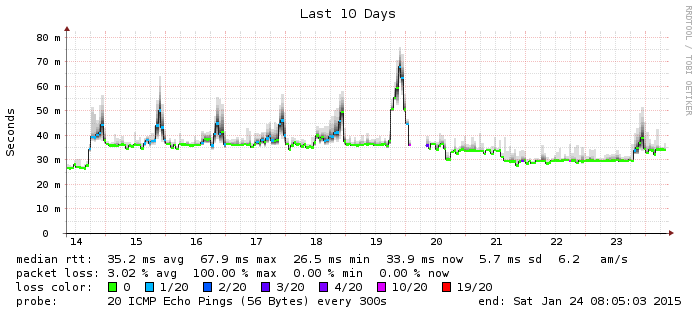 Last 10 Days
RRDTOOL / TOBI OETIKER
Seconds
80 m
70 m
60 m
50 m
40 m
30 m
20 m
10 m
0
14 15 16 17 18 19 20 21 22 23
median rtt: 35.2 ms avg 67.9 ms max 26.5 ms min 33.9 ms now 5.7 ms sd 6.2 am/s
packet loss: 3.02 % avg 100.00 % max 0.00 % min 0.00 % now
loss color: 0 1/20 2/20 3/20 4/20 10/20 19/20
probe: 20 ICMP Echo Pings (56 Bytes) every 300s end: Sat Jan 24 08:05:03 2015